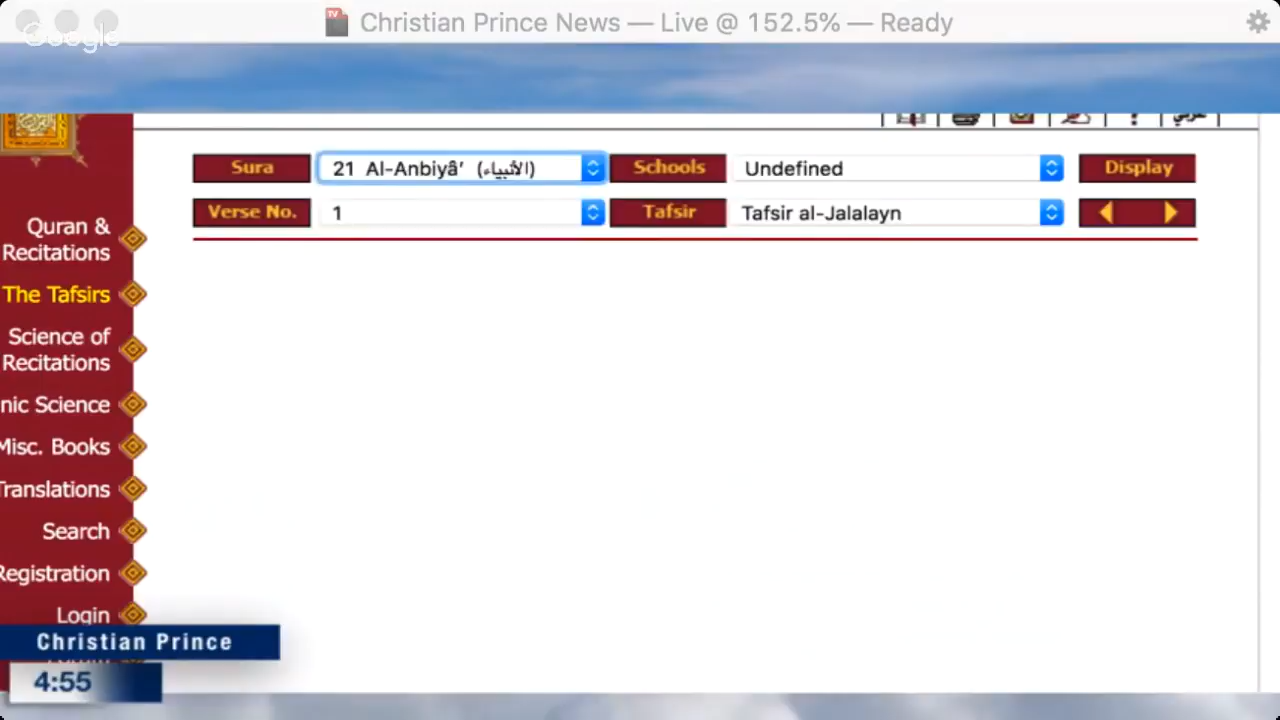 Google
Christian Prince News — Live @ 152.5% — Ready
عربي
Sura
21 Al-Anbiyâ' (الأنبياء)
Schools
Undefined
Display
Verse No.
1
Tafsir
Tafsir al-Jalalayn
Quran &
Recitations
The Tafsirs
Science of
Recitations
nic Science
Misc. Books
Translations
Search
Registration
Login
Christian Prince
4:55